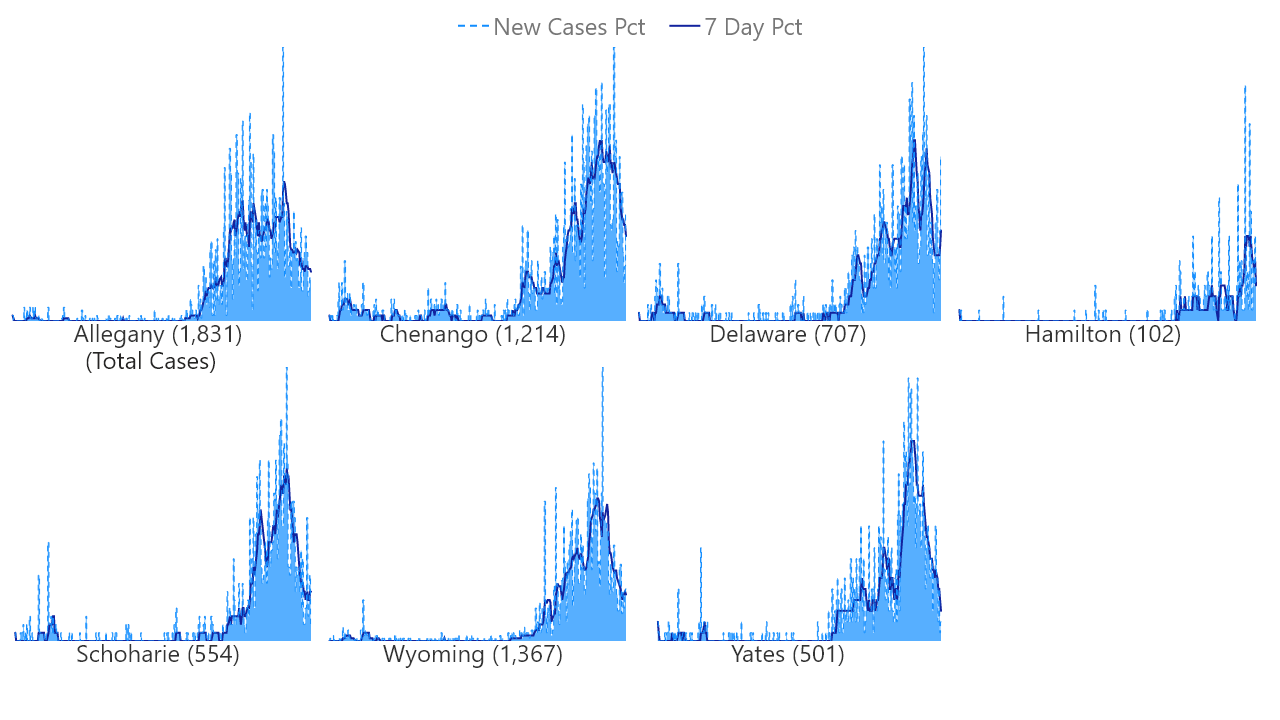 New Cases Pct 7 Day Pct
Allegany (1,831) Chenango (1,214) Delaware (707) Hamilton (102)
(Total Cases)
Schoharie (554) Wyoming (1,367) Yates (501)